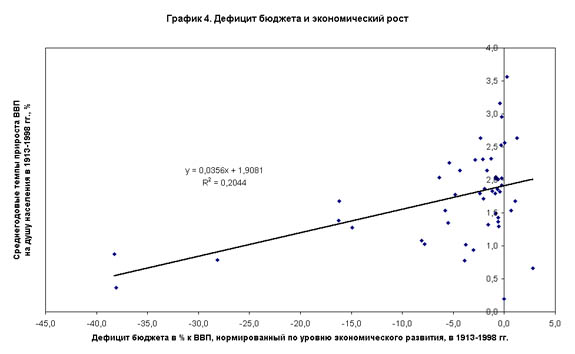 График 4. Дефицит бюджета и экономический рост
Среднегодовые темпы прироста ВВП
на душу населения в 1913-1998 гг., %
4,0
3,5
3,0
2,5
2,0
1,5
1,0
0,5
0,0
y = 0,0356x + 1,9081
R² = 0,2044
-45,0 -40,0 -35,0 -30,0 -25,0 -20,0 -15,0 -10,0 -5,0 0,0 5,0
Дефицит бюджета в % к ВВП, нормированный по уровню экономического развития, в 1913-1998 гг.